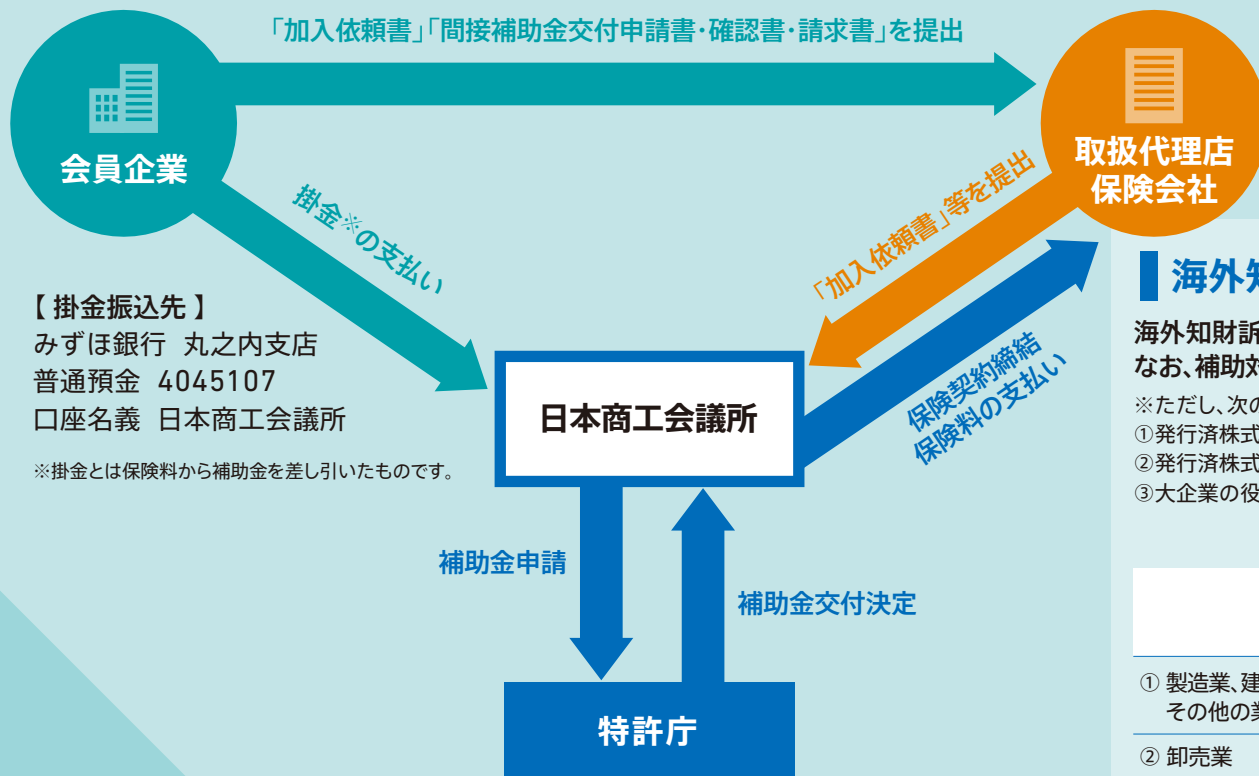 「加入依頼書」「間接補助金交付申請書・確認書・請求書」を提出
会員企業
取扱代理店
保険会社
掛金※の支払い
「加入依頼書」等を提出
【 掛金振込先 】
みずほ銀行 丸之内支店
普通預金 4045107
口座名義 日本商工会議所
※掛金とは保険料から補助金を差し引いたものです。
日本商工会議所
保険契約締結
保険料の支払い
補助金申請
補助金交付決定
特許庁
海外知
海外知財訴
なお、補助対
※ただし、次の
①発行済株式
②発行済株式
③大企業の役
① 製造業、建
その他の業
② 卸売業